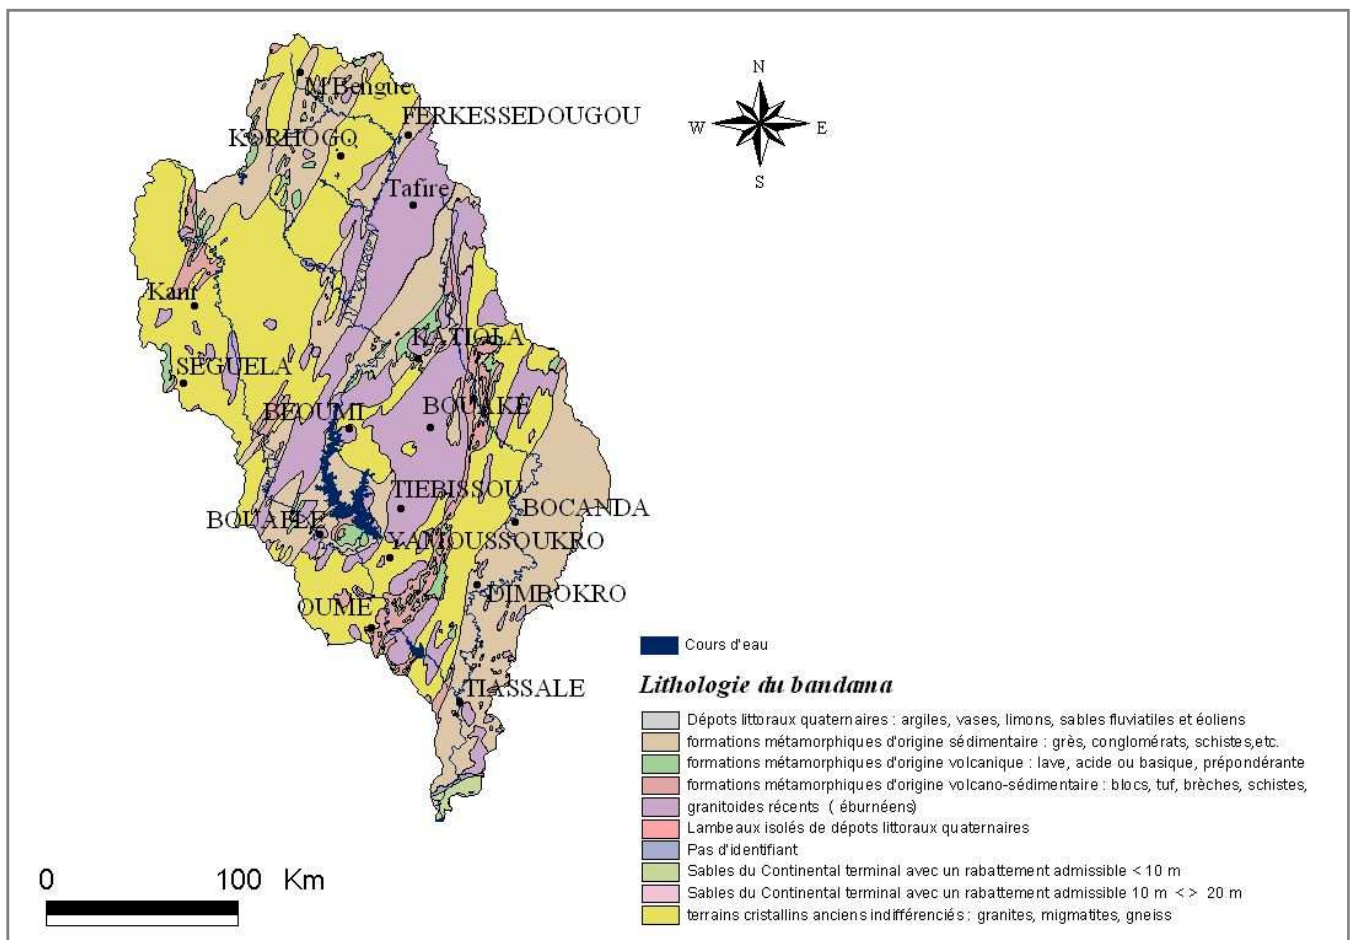 N
W
E
S
M'Bengue
FERKESSEDOUGOU
KORHOGO
Tafire
Kani
KATIOLA
SEGUELA
BEOUMI
BOUAKE
TIEBISSOU
BOCANDA
BOUAFLE
YAMOUSSOUKRO
DIMBOKRO
OUME
TIASSALE
Cours d'eau
Lithologie du bandama
Dépots littoraux quaternaires : argiles, vases, limons, sables fluviatiles et éoliens
formations métamorphiques d'origine sédimentaire : grès, conglomérats, schistes,etc.
formations métamorphiques d'origine volcanique : lave, acide ou basique, prépondérante
formations métamorphiques d'origine volcano-sédimentaire : blocs, tuf, brèches, schistes,
granitoides récents ( éburnéens)
Lambeaux isolés de dépots littoraux quaternaires
Pas d'identifiant
Sables du Continental terminal avec un rabattement admissible < 10 m
Sables du Continental terminal avec un rabattement admissible 10 m < > 20 m
terrains cristallins anciens indifférenciés : granites, migmatites, gneiss
0 100 Km